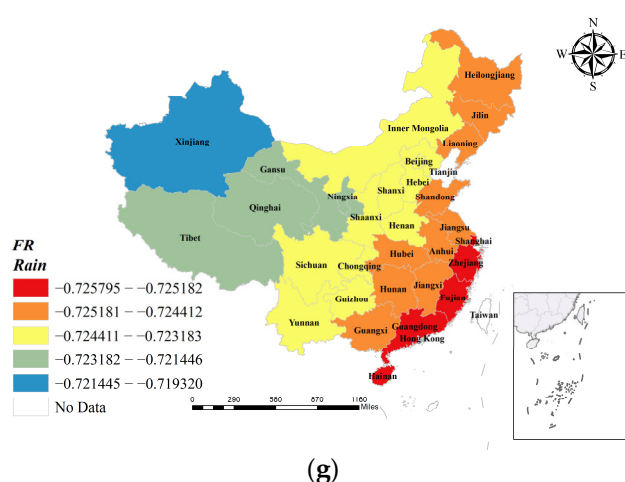 N
W E
S
Heilongjiang
Jilin
Inner Mongolia
Liaoning
Xinjiang
Beijing
Gansu
Tianjin
Hebei
Ningxia
Shanxi
Shandong
Qinghai
Shaanxi
Henan
Jiangsu
Tibet
Shanghai
Anhui
Hubei
Zhejiang
Sichuan
Chongqing
Hunan
Jiangxi
Guizhou
Fujian
Taiwan
Yunnan
Guangxi
Guangdong
Hong Kong
Hainan
FR
Rain
−0.725795 – −0.725182
−0.725181 – −0.724412
−0.724411 – −0.723183
−0.723182 – −0.721446
−0.721445 – −0.719320
No Data
0 290 580 870 1160
Miles
(g)